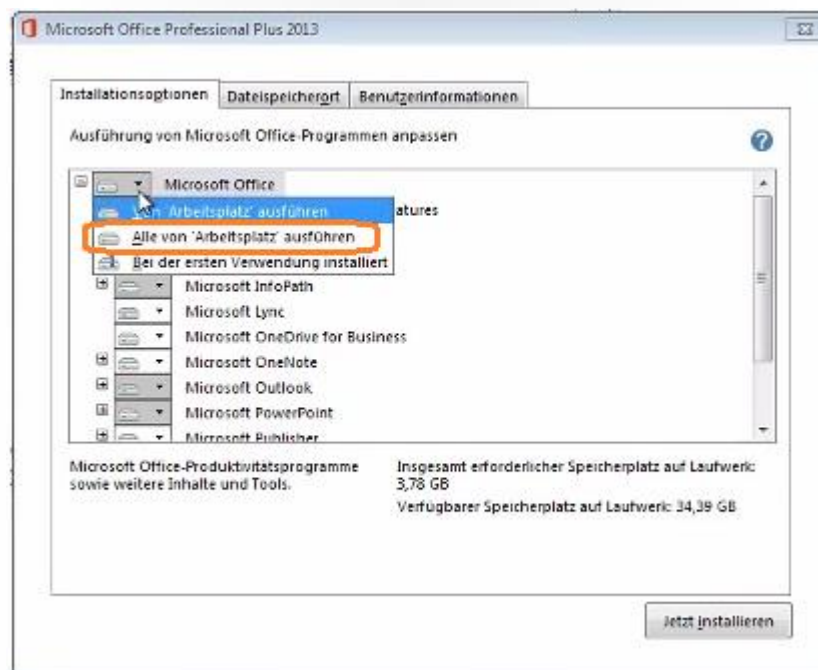 Microsoft Office Professional Plus 2013
Installationsoptionen Dateispeicherort Benutzerinformationen
Ausführung von Microsoft Office-Programmen anpassen
Microsoft Office
Von 'Arbeitsplatz' ausführen
atures
Alle von 'Arbeitsplatz' ausführen
Bei der ersten Verwendung installiert
Microsoft InfoPath
Microsoft Lync
Microsoft OneDrive for Business
Microsoft OneNote
Microsoft Outlook
Microsoft PowerPoint
Microsoft Publisher
Microsoft Office-Produktivitätsprogramme
sowie weitere Inhalte und Tools.
Insgesamt erforderlicher Speicherplatz auf Laufwerk:
3,78 GB
Verfügbarer Speicherplatz auf Laufwerk: 34,39 GB
Jetzt installieren